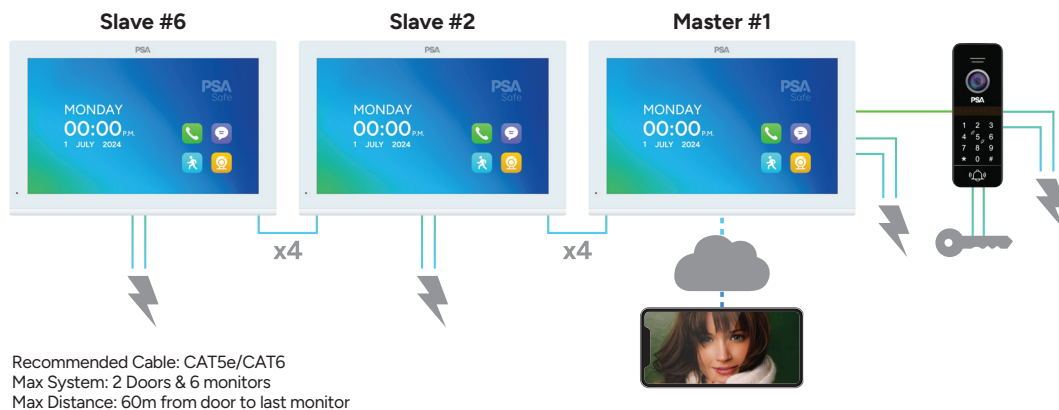 Slave #6
Slave #2
Master #1
PSA
PSA
PSA
PSA
Safe
MONDAY
00:00 P.M.
1 JULY 2024
PSA
Safe
MONDAY
00:00 P.M.
1 JULY 2024
PSA
Safe
MONDAY
00:00 P.M.
1 JULY 2024
PSA
1 2 3
4 5 6
7 8 9
* 0 #
x4
x4
Recommended Cable: CAT5e/CAT6
Max System: 2 Doors & 6 monitors
Max Distance: 60m from door to last monitor